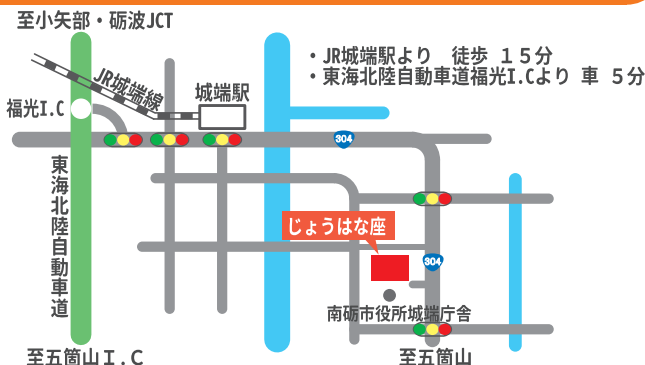 至小矢部・砺波JCT
・JR城端駅より　徒歩 １５分
・東海北陸自動車道福光I.Cより 車 ５分
JR城端線
城端駅
福光I.C
304
東海北陸自動車道
じょうはな座
304
南砺市役所城端庁舎
至五箇山Ｉ.Ｃ
至五箇山